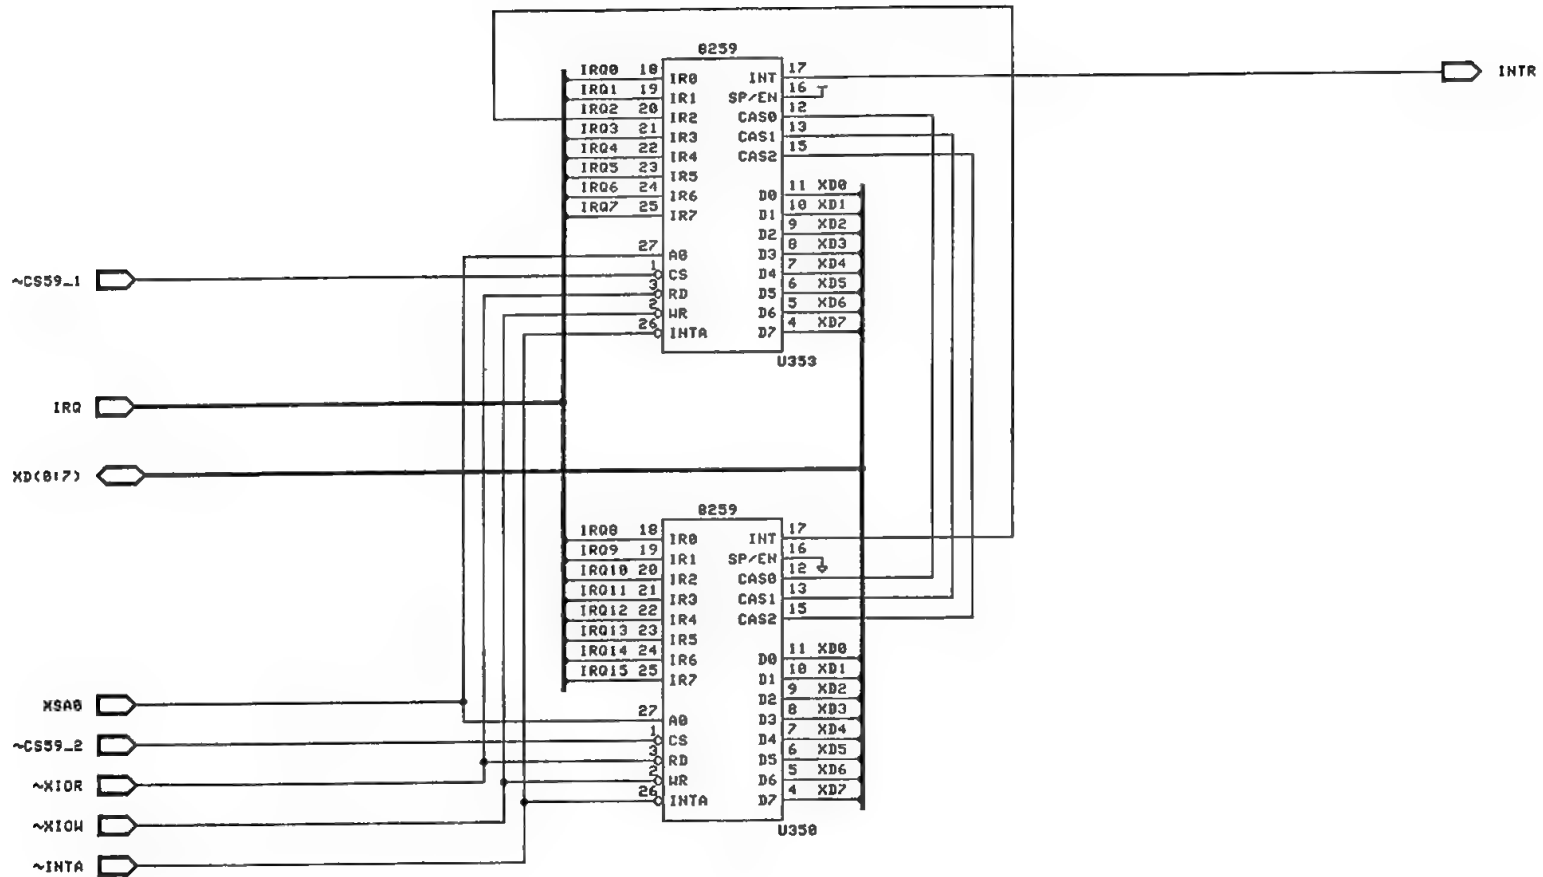 8259
IRQ0 18 IR0 INT 17
IRQ1 19 IR1 SP/EN 16
IRQ2 20 IR2 CAS0 12
IRQ3 21 IR3 CAS1 13
IRQ4 22 IR4 CAS2 15
IRQ5 23 IR5
IRQ6 24 IR6 D0 11 XD0
IRQ7 25 IR7 D1 10 XD1
D2 9 XD2
27 A0 D3 8 XD3
1 CS D4 7 XD4
3 RD D5 6 XD5
2 WR D6 5 XD6
26 INTA D7 4 XD7
U353
INTR
~CS59_1
IRQ
XD(0:7)
8259
IRQ8 18 IR0 INT 17
IRQ9 19 IR1 SP/EN 16
IRQ10 20 IR2 CAS0 12
IRQ11 21 IR3 CAS1 13
IRQ12 22 IR4 CAS2 15
IRQ13 23 IR5
IRQ14 24 IR6 D0 11 XD0
IRQ15 25 IR7 D1 10 XD1
D2 9 XD2
27 A0 D3 8 XD3
1 CS D4 7 XD4
3 RD D5 6 XD5
2 WR D6 5 XD6
26 INTA D7 4 XD7
U350
XSA0
~CS59_2
~XIOR
~XIOW
~INTA